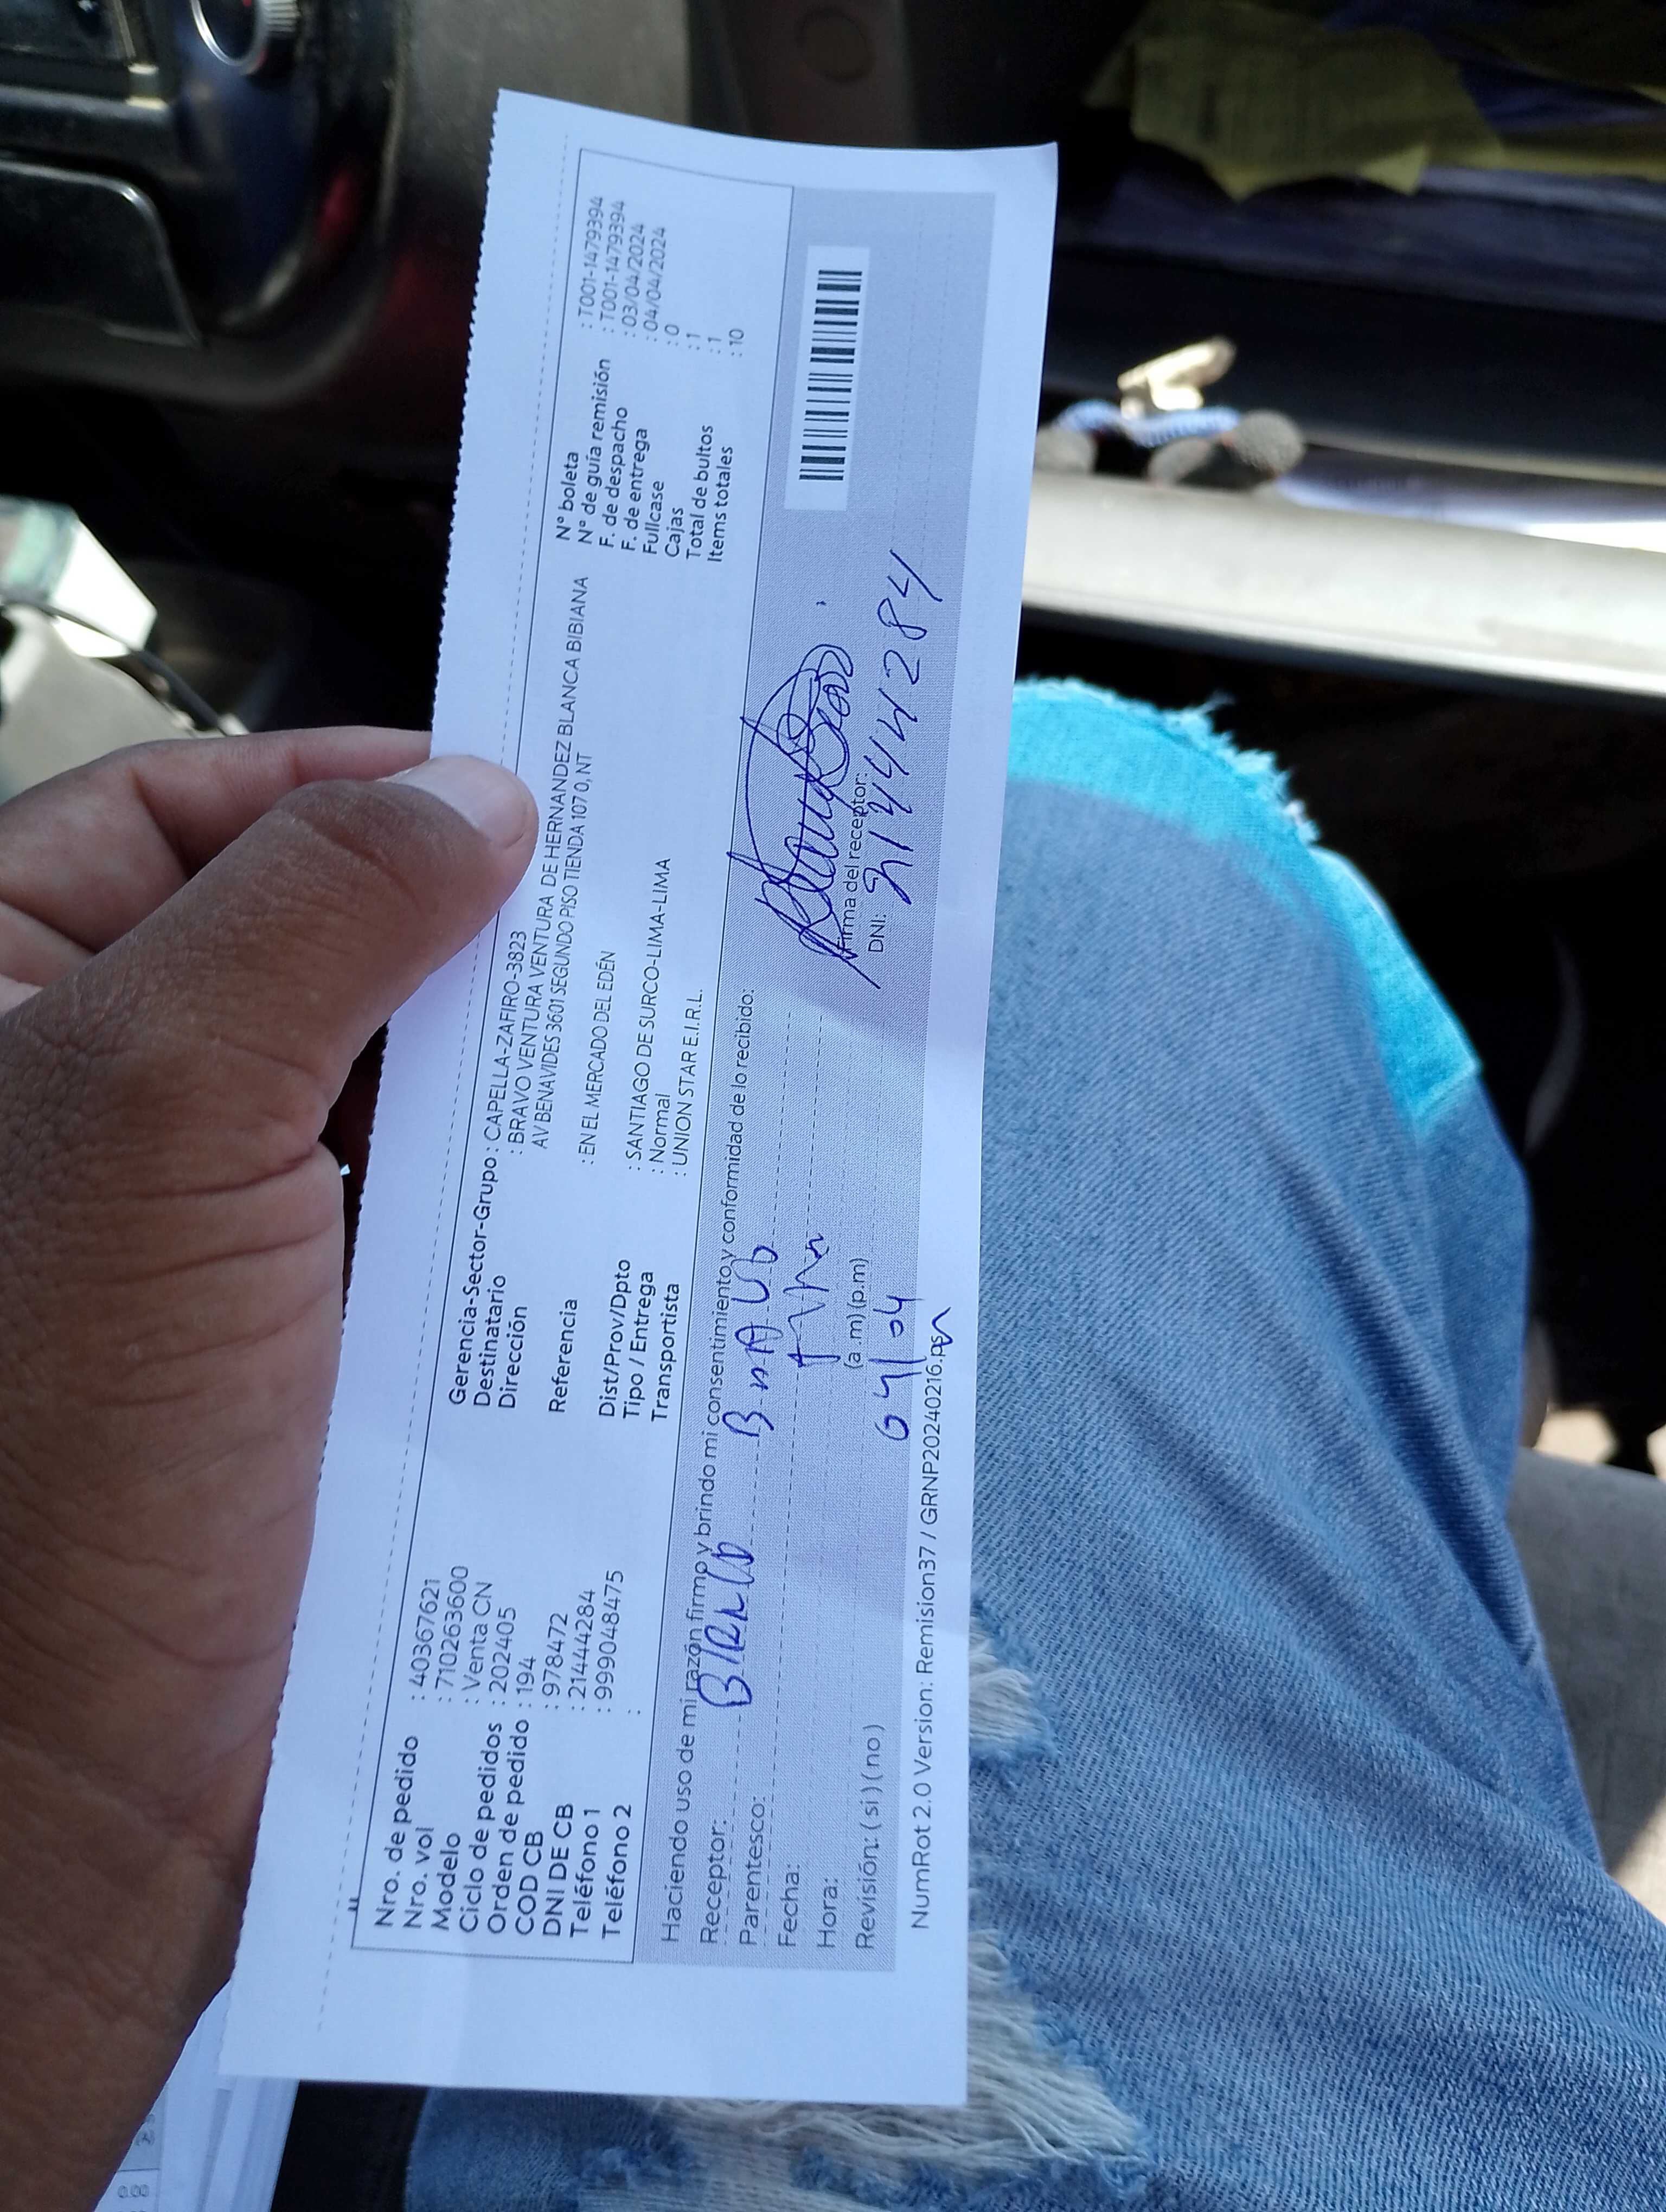 Nro. de pedido : 40367621
Nro. vol : 710263600
Modelo : Venta CN
Ciclo de pedidos : 202405
Orden de pedido : 194
COD CB : 978472
DNI DE CB : 21444284
Teléfono 1 : 999048475
Teléfono 2 :
Gerencia-Sector-Grupo : CAPELLA-ZAFIRO-3823
Destinatario : BRAVO VENTURA VENTURA DE HERNANDEZ BLANCA BIBIANA
Dirección AV BENAVIDES 3601 SEGUNDO PISO TIENDA 107 0, NT
Referencia : EN EL MERCADO DEL EDÉN
Dist/Prov/Dpto : SANTIAGO DE SURCO-LIMA-LIMA
Tipo / Entrega : Normal
Transportista : UNION STAR E.I.R.L.
N° boleta : T001-1479394
N° de guía remisión : T001-1479394
F. de despacho : 03/04/2024
F. de entrega : 04/04/2024
Fullcase : 0
Cajas : 1
Total de bultos : 1
Items totales : 10
Haciendo uso de mi razón firmo y brindo mi consentimiento y conformidad de lo recibido:
Receptor:
Parentesco:
Fecha:
Hora: (a.m) (p.m)
Revisión: ( si ) ( no ) 04/04
Firma del receptor:
DNI: 21444284
NumRot 2.0 Version: Remision37 / GRNP20240216.ps
0.00